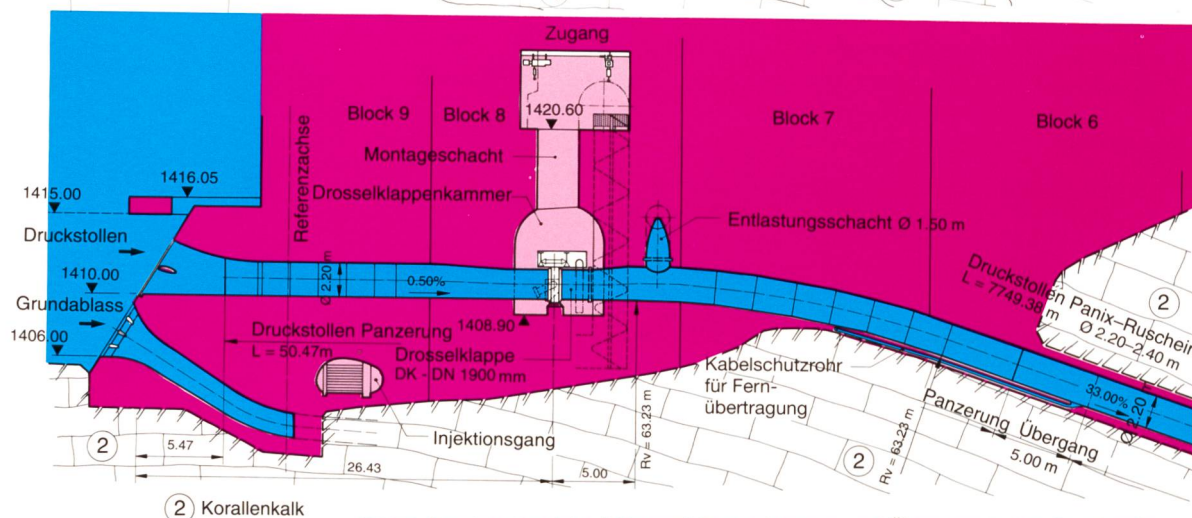 Zugang
Block 9
Block 8
Block 7
Block 6
1420.60
Referenzachse
Montageschacht
Drosselklappenkammer
1416.05
1415.00
Druckstollen
1410.00
Grundablass
1406.00
Ø 2.20 m
0.50%
Entlastungsschacht Ø 1.50 m
Druckstollen Panix–Ruschein
L = 7749.38 m
Ø 2.20–2.40 m
2
Druckstollen Panzerung
L = 50.47 m
1408.90
Drosselklappe
DK - DN 1900 mm
Kabelschutzrohr
für Fern-
übertragung
33.00%
Ø 2.20 m
Panzerung Übergang
5.00 m
Injektionsgang
Rv = 63.23 m
Rv = 63.23 m
2
2
5.47
26.43
5.00
2 Korallenkalk